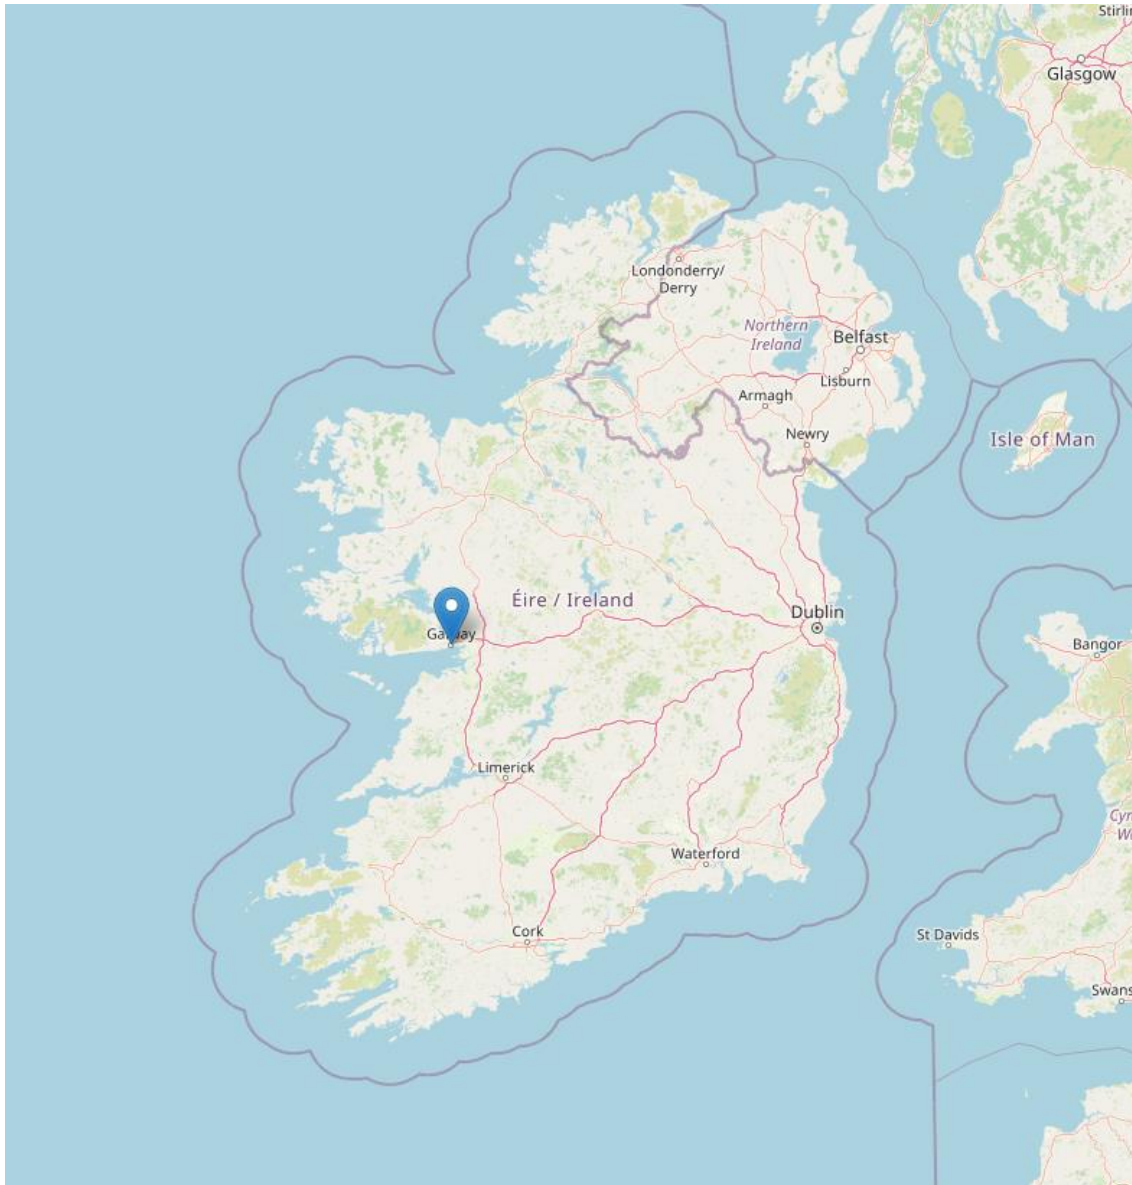 Stirlin
Glasgow
Londonderry/
Derry
Northern
Ireland
Belfast
Lisburn
Armagh
Newry
Isle of Man
Éire / Ireland
Dublin
Bangor
Limerick
Waterford
Cork
St Davids
Swans